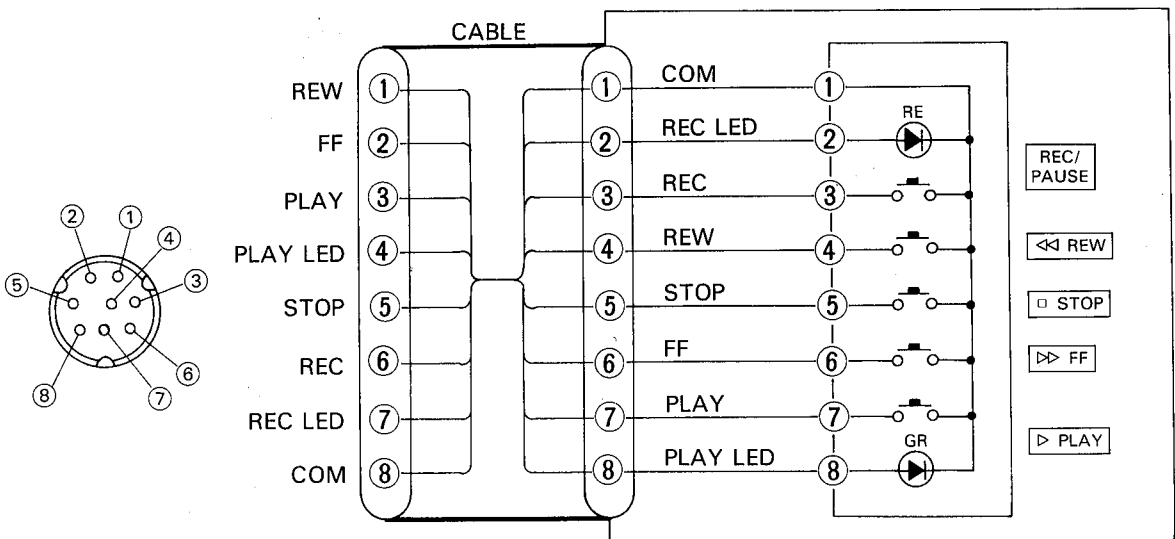 CABLE
② ① ④ ③ ⑤ ⑥ ⑦ ⑧
REW ① ① COM ①
FF ② ② REC LED ② RE
PLAY ③ ③ REC ③
PLAY LED ④ ④ REW ④
STOP ⑤ ⑤ STOP ⑤
REC ⑥ ⑥ FF ⑥
REC LED ⑦ ⑦ PLAY ⑦
COM ⑧ ⑧ PLAY LED ⑧ GR
REC/
PAUSE
◁◁ REW
□ STOP
▷▷ FF
▷ PLAY